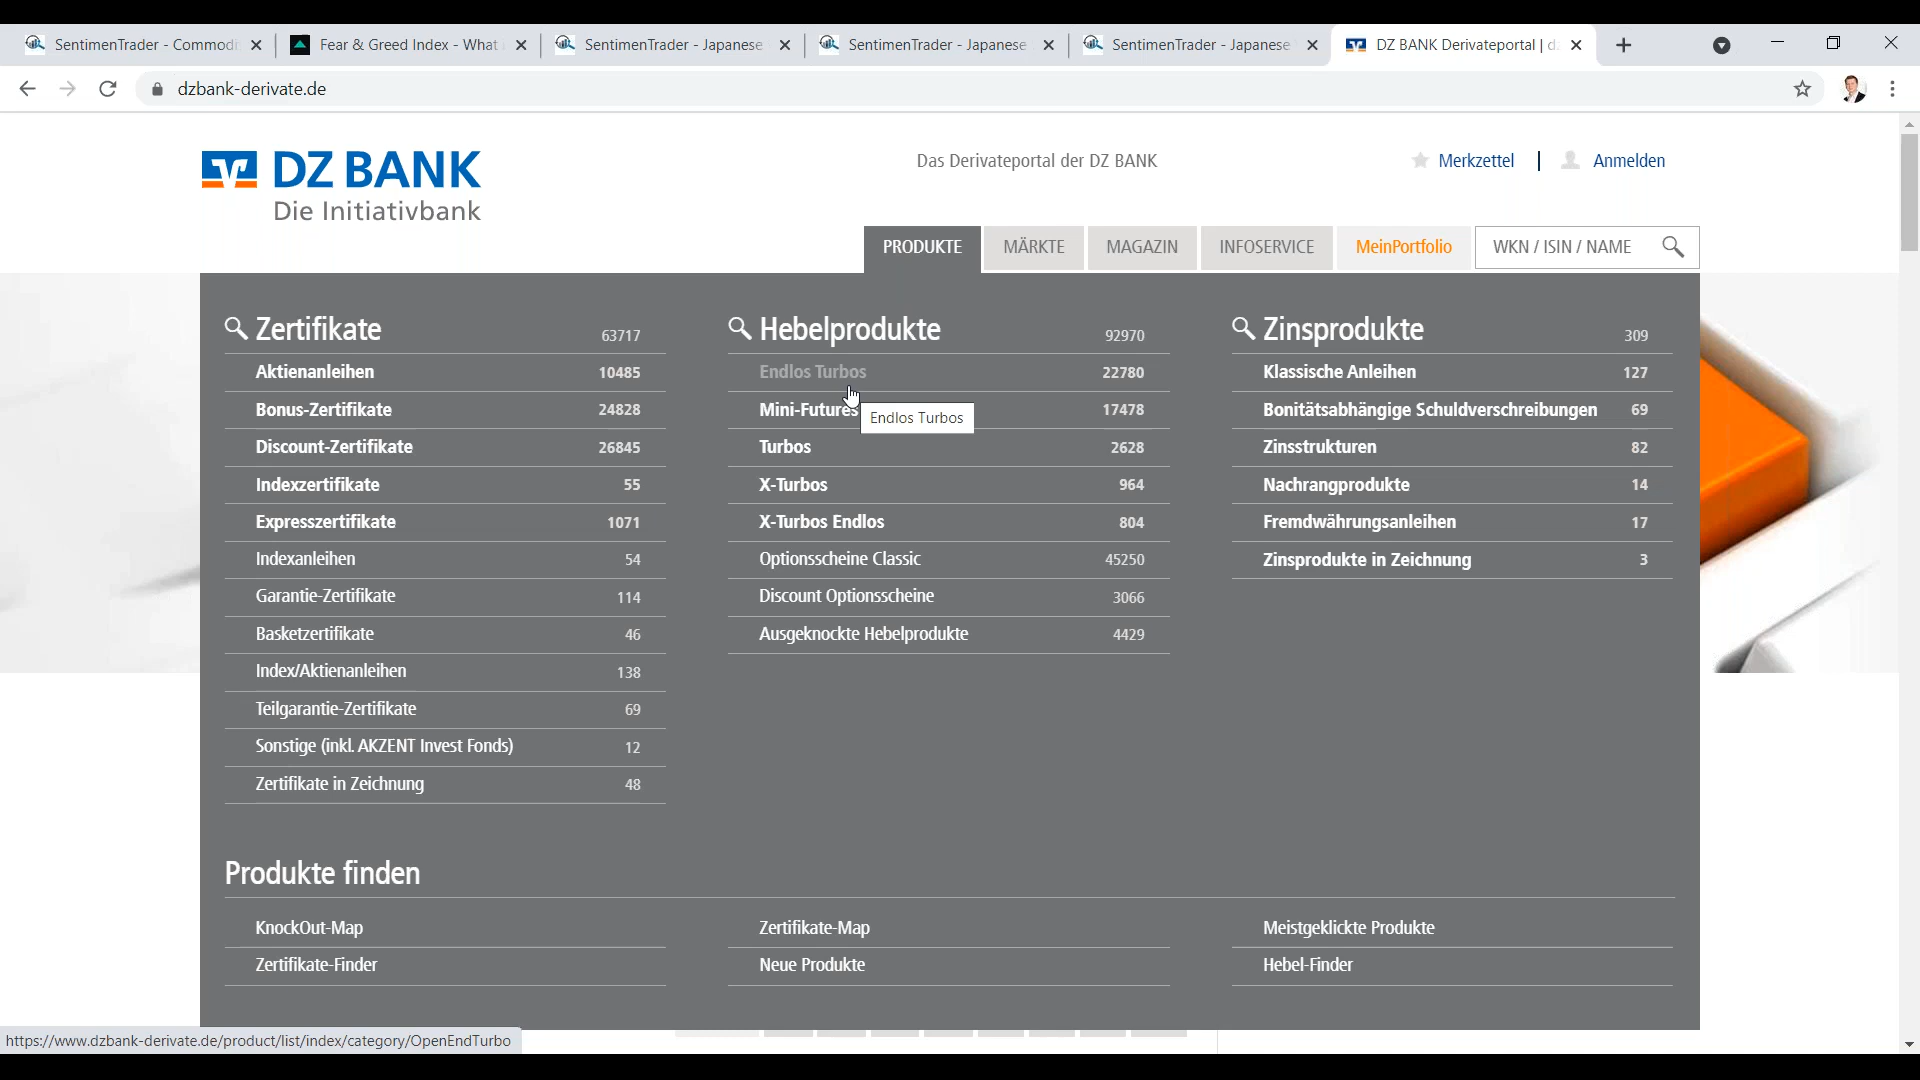 SentimenTrader - Commodi
Fear & Greed Index - What
SentimenTrader - Japanese
SentimenTrader - Japanese
SentimenTrader - Japanese
DZ BANK Derivateportal | d
dzbank-derivate.de
DZ BANK
Die Initiativbank
Das Derivateportal der DZ BANK
Merkzettel | Anmelden
PRODUKTE MÄRKTE MAGAZIN INFOSERVICE MeinPortfolio WKN / ISIN / NAME
Zertifikate 63717
Aktienanleihen 10485
Bonus-Zertifikate 24828
Discount-Zertifikate 26845
Indexzertifikate 55
Expresszertifikate 1071
Indexanleihen 54
Garantie-Zertifikate 114
Basketzertifikate 46
Index/Aktienanleihen 138
Teilgarantie-Zertifikate 69
Sonstige (inkl. AKZENT Invest Fonds) 12
Zertifikate in Zeichnung 48
Hebelprodukte 92970
Endlos Turbos 22780
Mini-Futures 17478
Endlos Turbos
Turbos 2628
X-Turbos 964
X-Turbos Endlos 804
Optionsscheine Classic 45250
Discount Optionsscheine 3066
Ausgeknockte Hebelprodukte 4429
Zinsprodukte 309
Klassische Anleihen 127
Bonitätsabhängige Schuldverschreibungen 69
Zinsstrukturen 82
Nachrangprodukte 14
Fremdwährungsanleihen 17
Zinsprodukte in Zeichnung 3
Produkte finden
KnockOut-Map
Zertifikate-Finder
Zertifikate-Map
Neue Produkte
Meistgeklickte Produkte
Hebel-Finder
https://www.dzbank-derivate.de/product/list/index/category/OpenEndTurbo